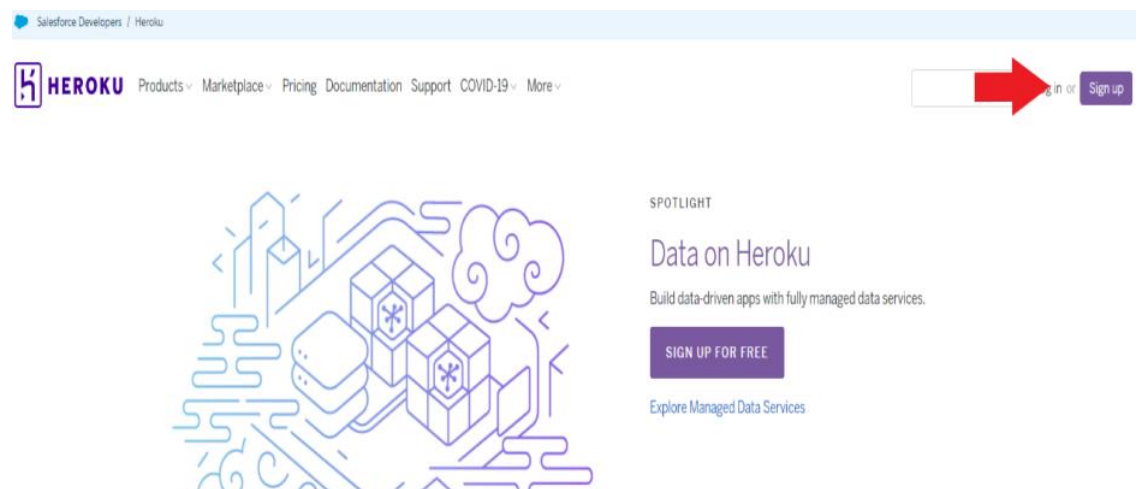 Salesforce Developers / Heroku
HEROKU Products Marketplace Pricing Documentation Support COVID-19 More in or Sign up
SPOTLIGHT
Data on Heroku
Build data-driven apps with fully managed data services.
SIGN UP FOR FREE
Explore Managed Data Services